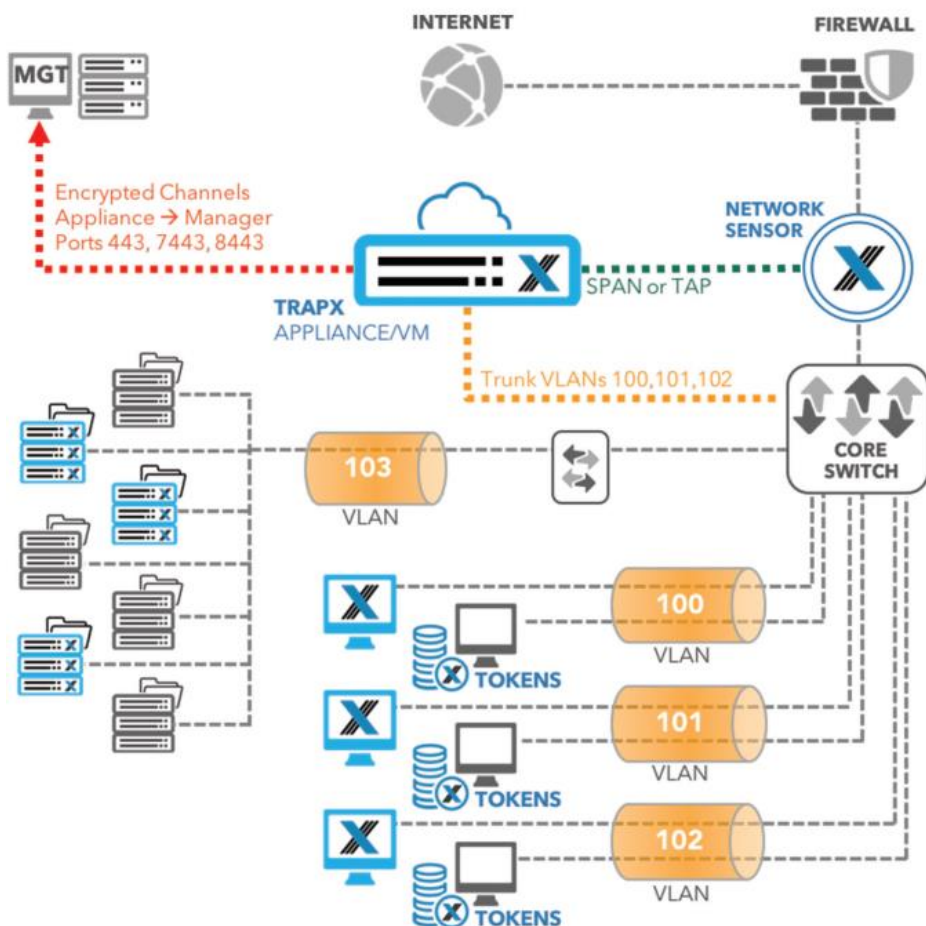 INTERNET
FIREWALL
MGT
Encrypted Channels
Appliance → Manager
Ports 443, 7443, 8443
NETWORK
SENSOR
X
X
SPAN or TAP
TRAPX
APPLIANCE/VM
Trunk VLANs 100,101,102
CORE
SWITCH
103
VLAN
X
X
X
X
100
VLAN
X
TOKENS
X
101
VLAN
X
TOKENS
X
102
VLAN
X
TOKENS